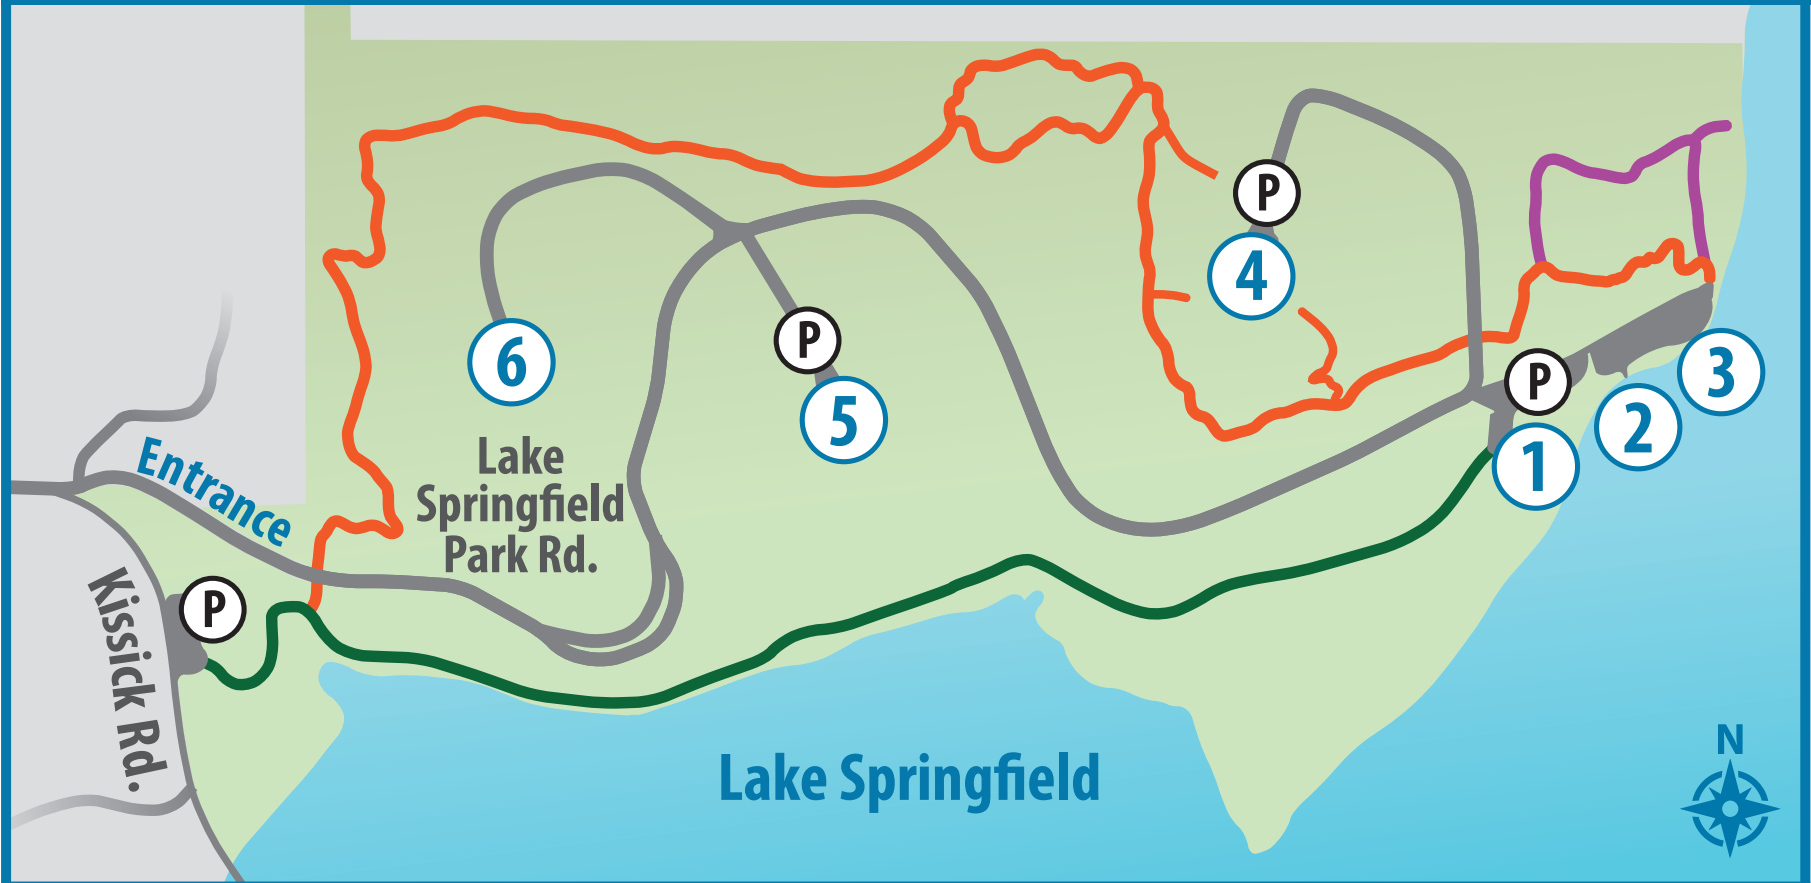 P
4
P
6
P
5
P
1
2
3
Entrance
Lake
Springfield
Park Rd.
P
Kissick Rd.
Lake Springfield
N